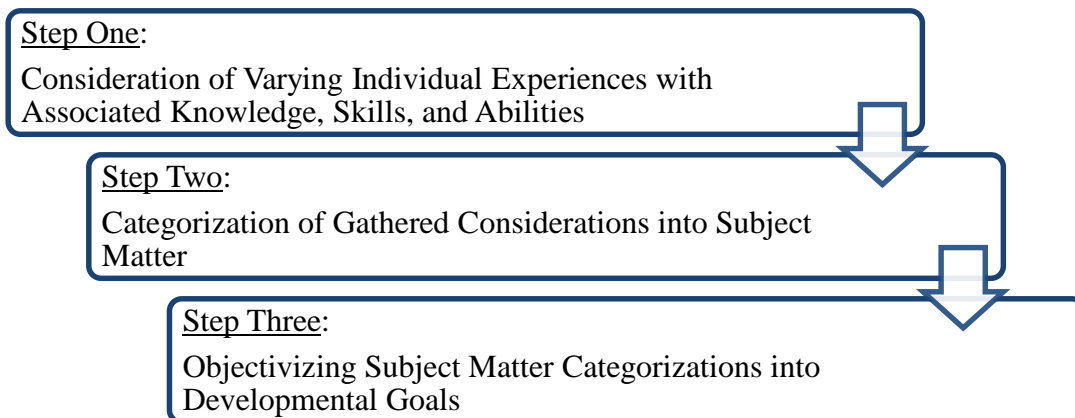 Step One:
Consideration of Varying Individual Experiences with
Associated Knowledge, Skills, and Abilities
Step Two:
Categorization of Gathered Considerations into Subject
Matter
Step Three:
Objectivizing Subject Matter Categorizations into
Developmental Goals